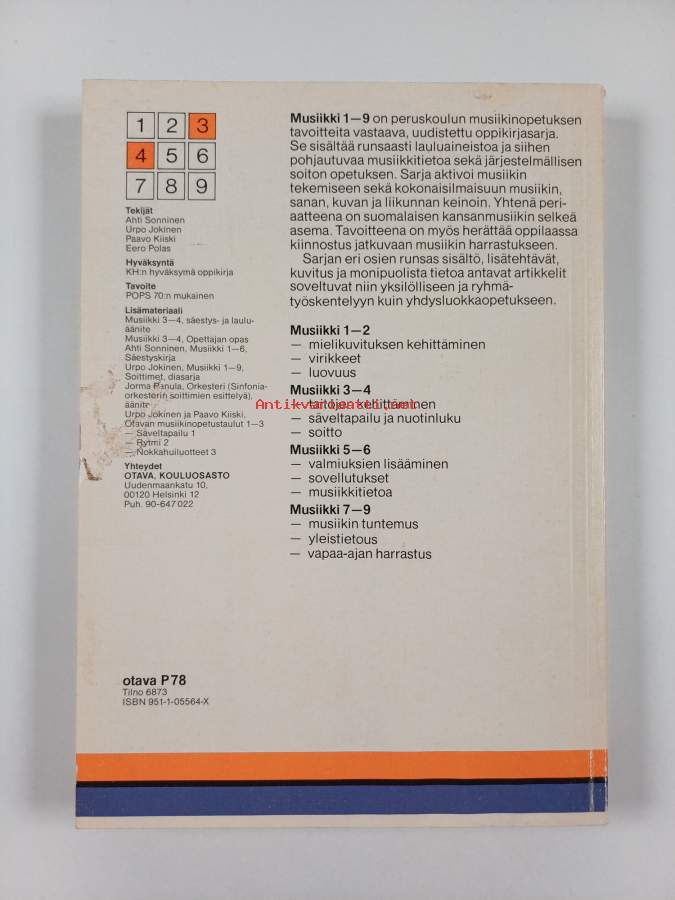 1 2 3
4 5 6
7 8 9
Tekijät
Ahti Sonninen
Urpo Jokinen
Paavo Kiiski
Eero Polas
Hyväksyntä
KH:n hyväksymä oppikirja
Tavoite
POPS 70:n mukainen
Lisämateriaali
Musiikki 3—4, säestys- ja laulu-
äänite
Musiikki 3—4, Opettajan opas
Ahti Sonninen, Musiikki 1—6,
Säestyskirja
Urpo Jokinen, Musiikki 1—9,
Soittimet, diasarja
Jorma Panula, Orkesteri (Sinfonia-
orkesterin soittimien esittely),
äänite
Urpo Jokinen ja Paavo Kiiski,
Otavan musiikinopetustaulut 1—3
— Säveltapailu 1
— Rytmi 2
— Nokkahuiluotteet 3
Yhteydet
OTAVA, KOULUOSASTO
Uudenmaankatu 10,
00120 Helsinki 12
Puh. 90-647 022
Musiikki 1—9 on peruskoulun musiikinopetuksen
tavoitteita vastaava, uudistettu oppikirjasarja.
Se sisältää runsaasti lauluaineistoa ja siihen
pohjautuvaa musiikkitietoa sekä järjestelmällisen
soiton opetuksen. Sarja aktivoi musiikin
tekemiseen sekä kokonaisilmaisuun musiikin,
sanan, kuvan ja liikunnan keinoin. Yhtenä peri-
aatteena on suomalaisen kansanmusiikin selkeä
asema. Tavoitteena on myös herättää oppilaassa
kiinnostus jatkuvaan musiikin harrastukseen.
Sarjan eri osien runsas sisältö, lisätehtävät,
kuvitus ja monipuolista tietoa antavat artikkelit
soveltuvat niin yksilölliseen ja ryhmä-
työskentelyyn kuin yhdysluokkaopetukseen.
Musiikki 1—2
— mielikuvituksen kehittäminen
— virikkeet
— luovuus
Musiikki 3—4
— taitojen kehittäminen
— säveltapailu ja nuotinluku
— soitto
Musiikki 5—6
— valmiuksien lisääminen
— sovellutukset
— musiikkitietoa
Musiikki 7—9
— musiikin tuntemus
— yleistietous
— vapaa-ajan harrastus
otava P78
Tilno 6873
ISBN 951-1-05564-X